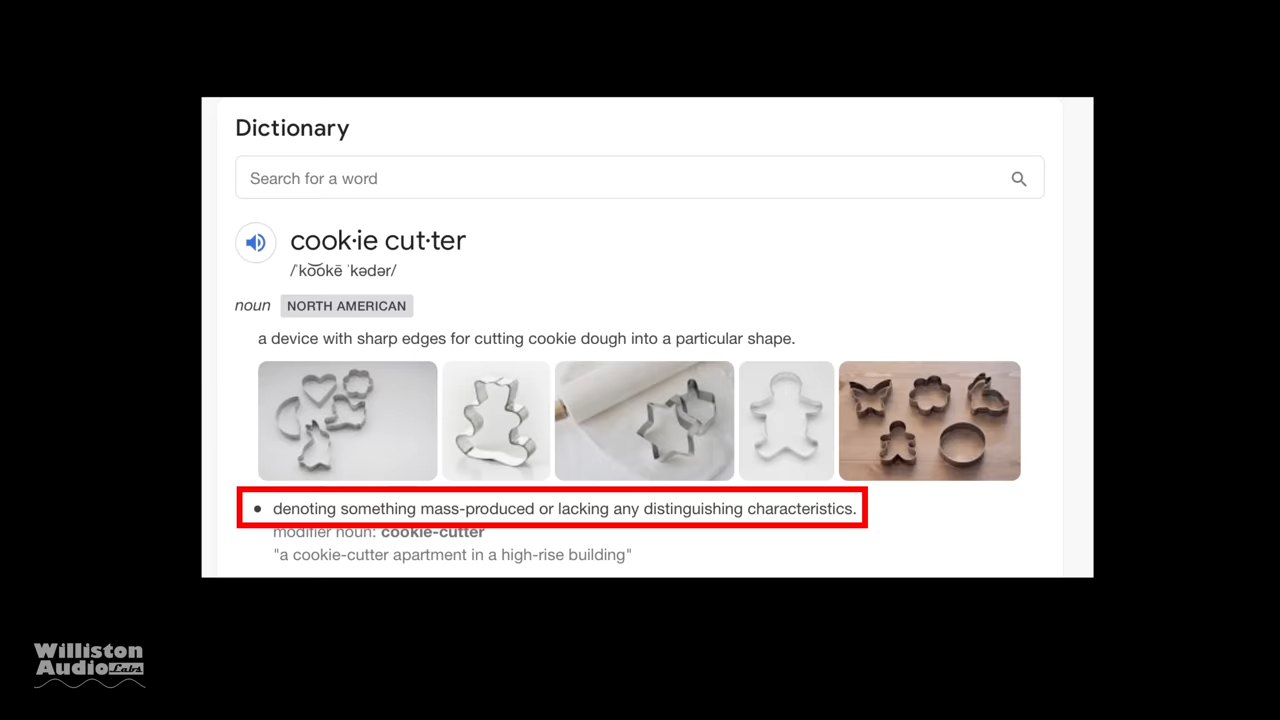 Dictionary
Search for a word
cook·ie cut·ter
/ˈko͝okē ˈkədər/
noun NORTH AMERICAN
a device with sharp edges for cutting cookie dough into a particular shape.
• denoting something mass-produced or lacking any distinguishing characteristics.
modifier noun: cookie-cutter
"a cookie-cutter apartment in a high-rise building"
Williston
Audio Labs